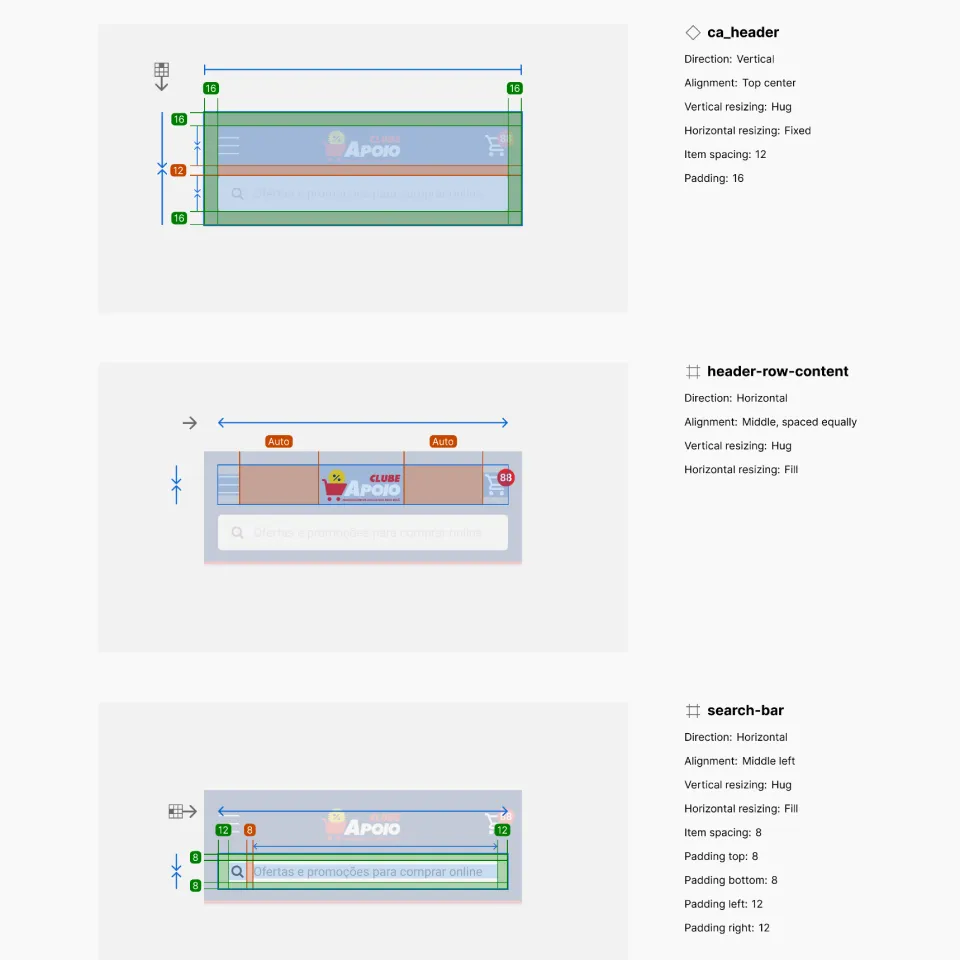 ca_header
Direction: Vertical
Alignment: Top center
Vertical resizing: Hug
Horizontal resizing: Fixed
Item spacing: 12
Padding: 16
16
16
16
CLUBE
APOIO
88
12
Ofertas e promoções para comprar online
16
header-row-content
Direction: Horizontal
Alignment: Middle, spaced equally
Vertical resizing: Hug
Horizontal resizing: Fill
Auto
Auto
%
CLUBE
APOIO
88
Ofertas e promoções para comprar online
search-bar
Direction: Horizontal
Alignment: Middle left
Vertical resizing: Hug
Horizontal resizing: Fill
Item spacing: 8
Padding top: 8
Padding bottom: 8
Padding left: 12
Padding right: 12
CLUBE
APOIO
12
8
12
8
Ofertas e promoções para comprar online
8